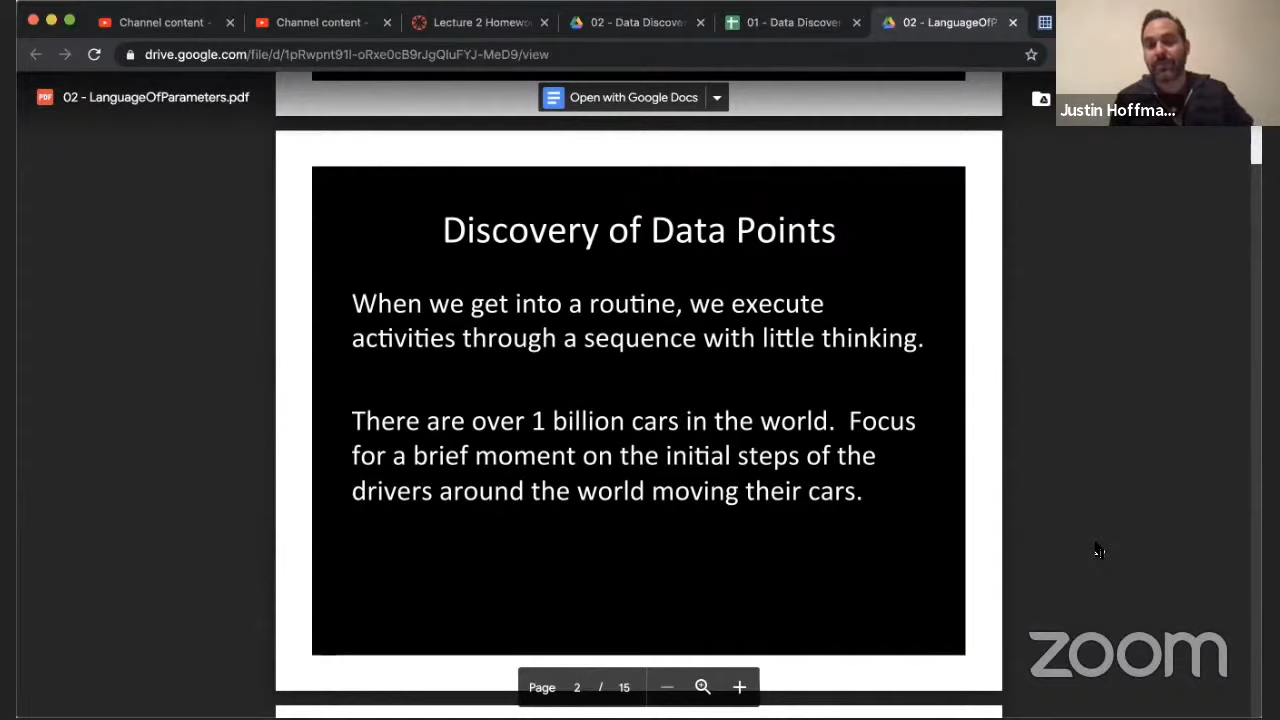 Channel content -
Channel content -
Lecture 2 Homewo
02 - Data Discover
01 - Data Discover
02 - LanguageOfP
drive.google.com/file/d/1pRwpnt91l-oRxe0cB9rJgQluFYJ-MeD9/view
PDF
02 - LanguageOfParameters.pdf
Open with Google Docs
Justin Hoffma...
Discovery of Data Points
When we get into a routine, we execute
activities through a sequence with little thinking.
There are over 1 billion cars in the world. Focus
for a brief moment on the initial steps of the
drivers around the world moving their cars.
Page 2 / 15
zoom